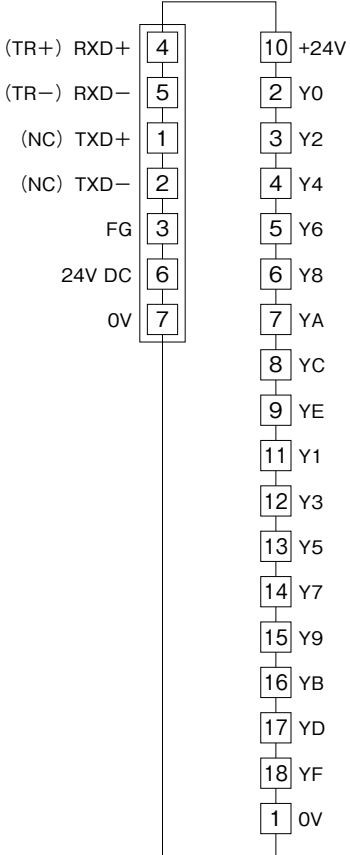 (TR+) RXD+ 4
(TR−) RXD− 5
(NC) TXD+ 1
(NC) TXD− 2
FG 3
24V DC 6
0V 7
10 +24V
2 Y0
3 Y2
4 Y4
5 Y6
6 Y8
7 YA
8 YC
9 YE
11 Y1
12 Y3
13 Y5
14 Y7
15 Y9
16 YB
17 YD
18 YF
1 0V